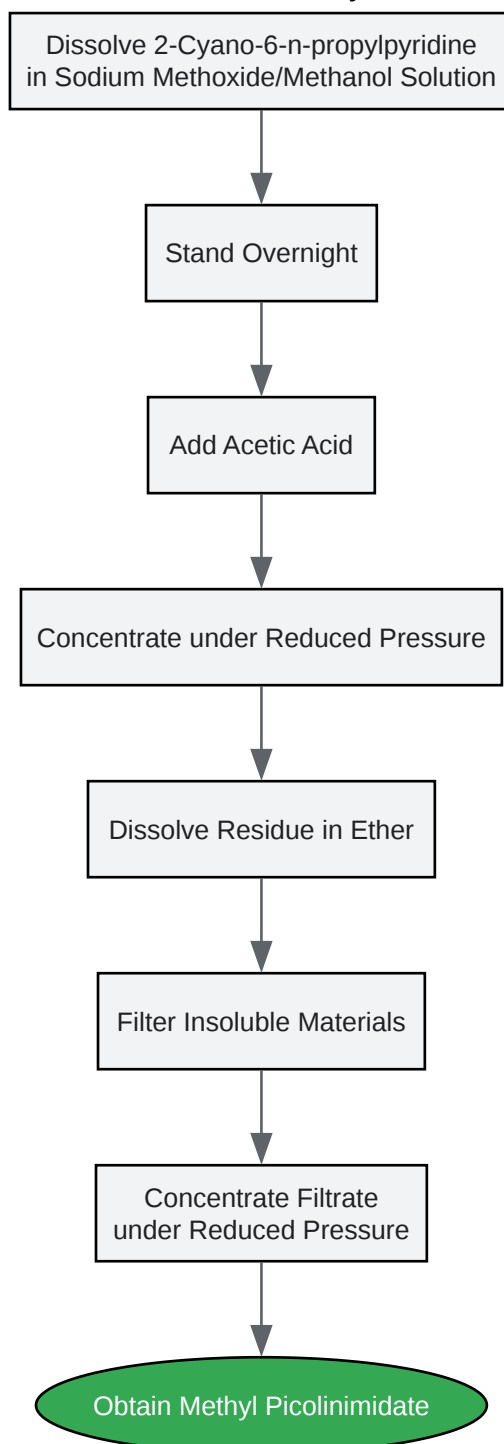 Dissolve 2-Cyano-6-n-propylpyridine
in Sodium Methoxide/Methanol Solution
Stand Overnight
Add Acetic Acid
Concentrate under Reduced Pressure
Dissolve Residue in Ether
Filter Insoluble Materials
Concentrate Filtrate
under Reduced Pressure
Obtain Methyl Picolinimidate